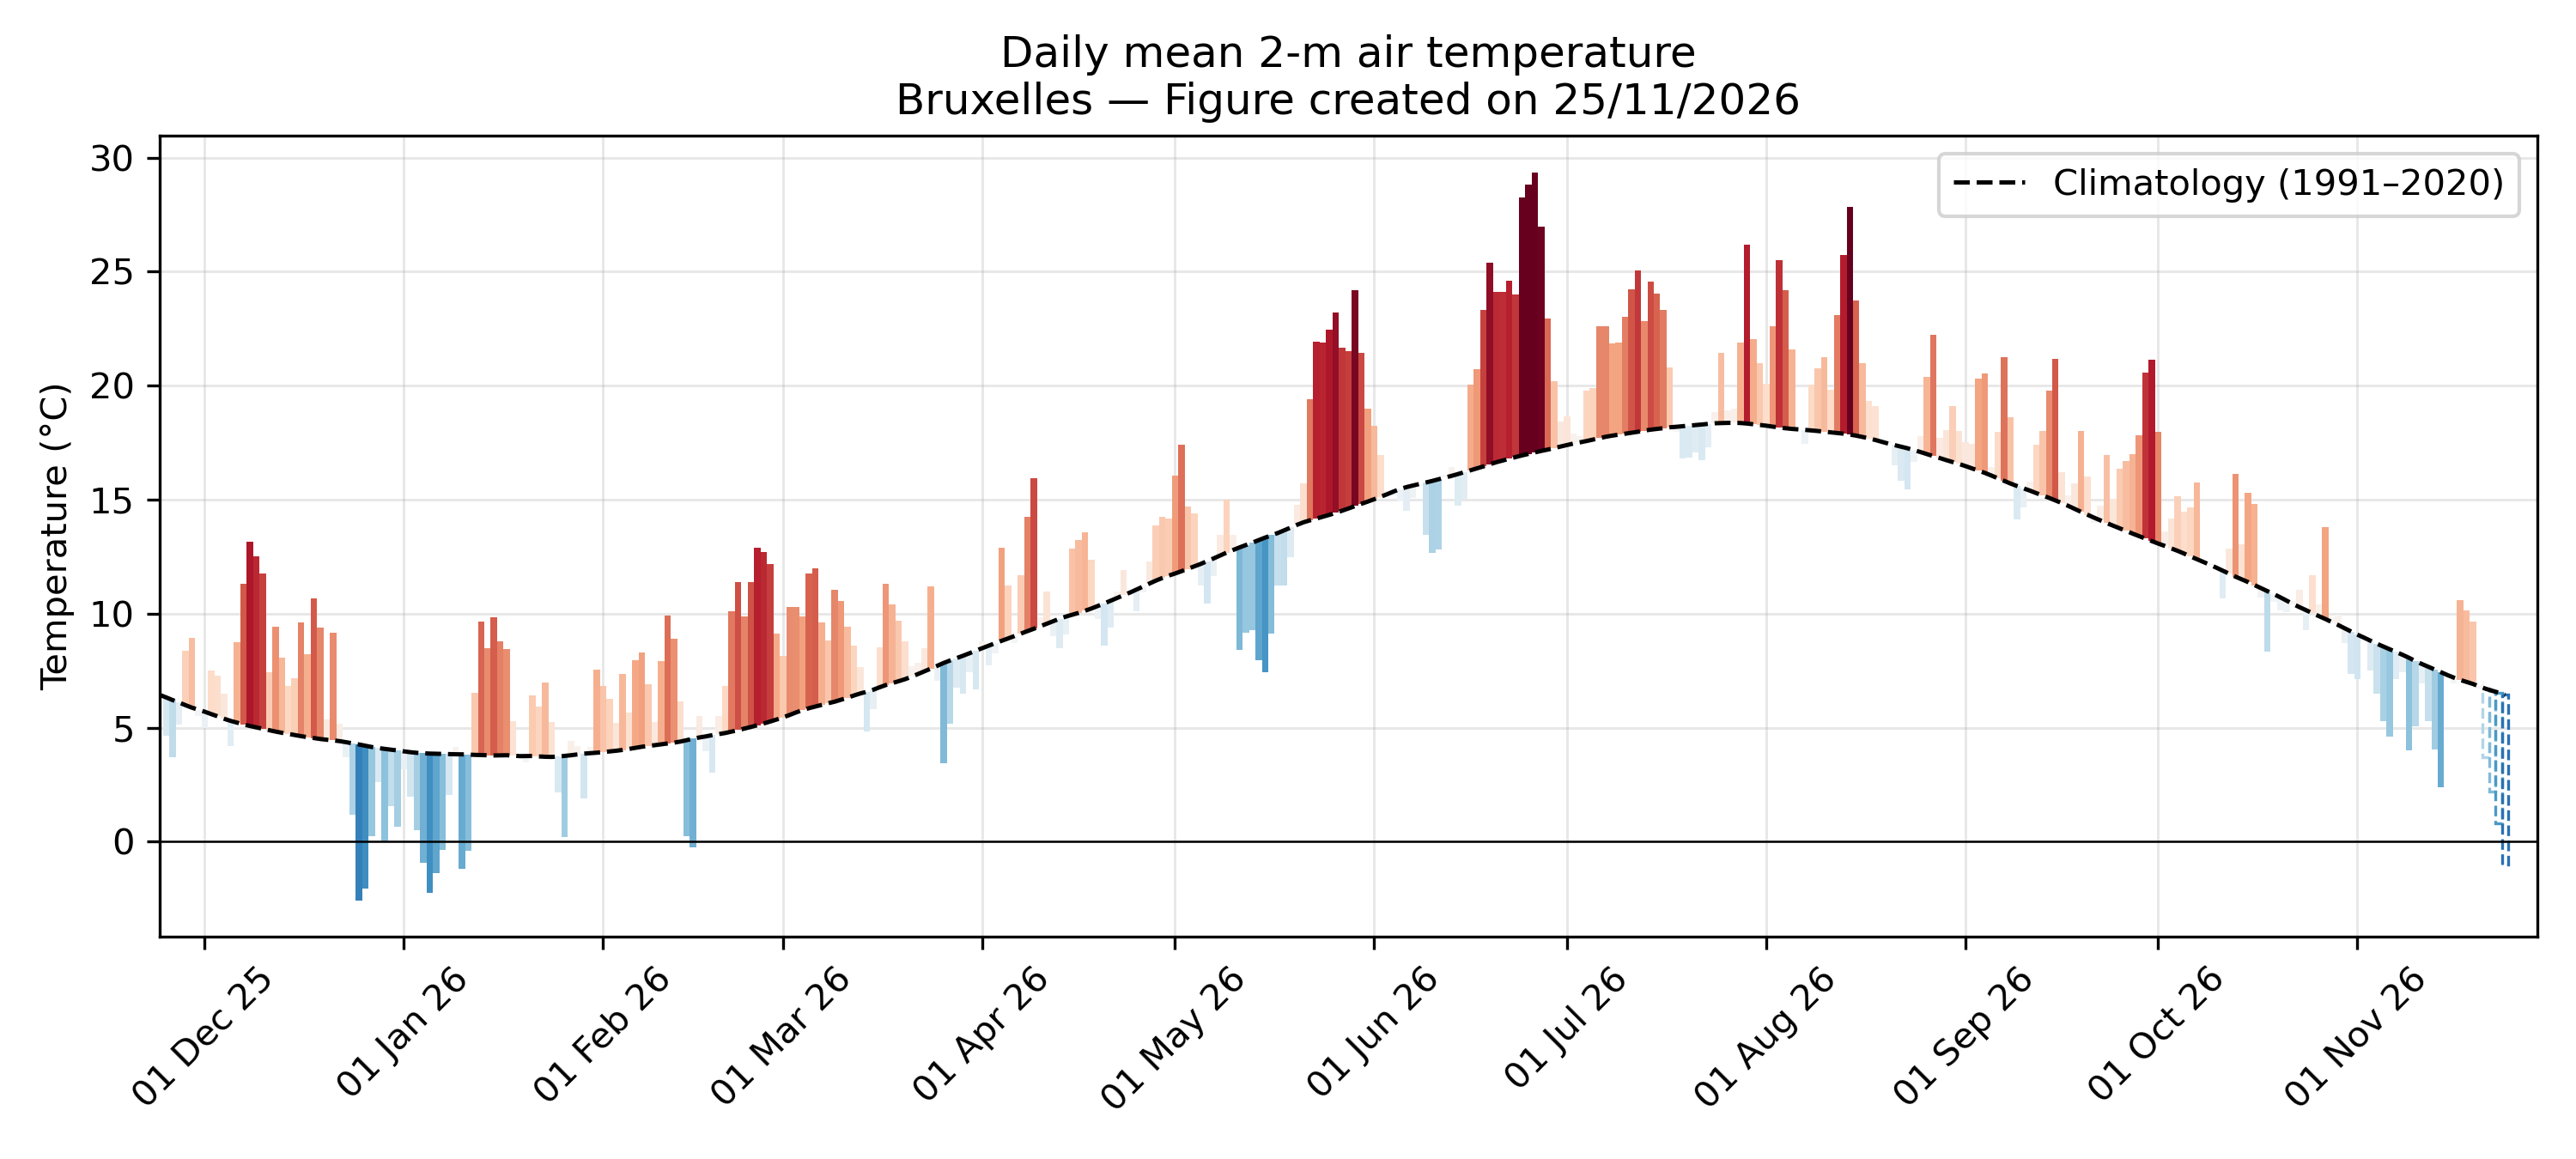 Daily mean 2-m air temperature
Bruxelles — Figure created on 25/11/2026
Climatology (1991–2020)
Temperature (°C)
30
25
20
15
10
5
0
01 Dec 25
01 Jan 26
01 Feb 26
01 Mar 26
01 Apr 26
01 May 26
01 Jun 26
01 Jul 26
01 Aug 26
01 Sep 26
01 Oct 26
01 Nov 26